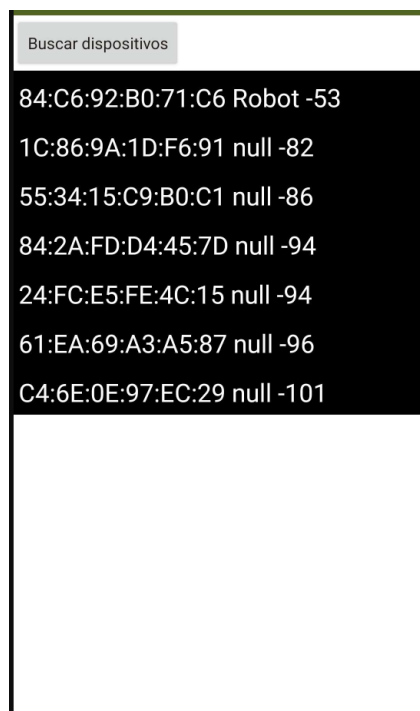 Buscar dispositivos
84:C6:92:B0:71:C6 Robot -53
1C:86:9A:1D:F6:91 null -82
55:34:15:C9:B0:C1 null -86
84:2A:FD:D4:45:7D null -94
24:FC:E5:FE:4C:15 null -94
61:EA:69:A3:A5:87 null -96
C4:6E:0E:97:EC:29 null -101